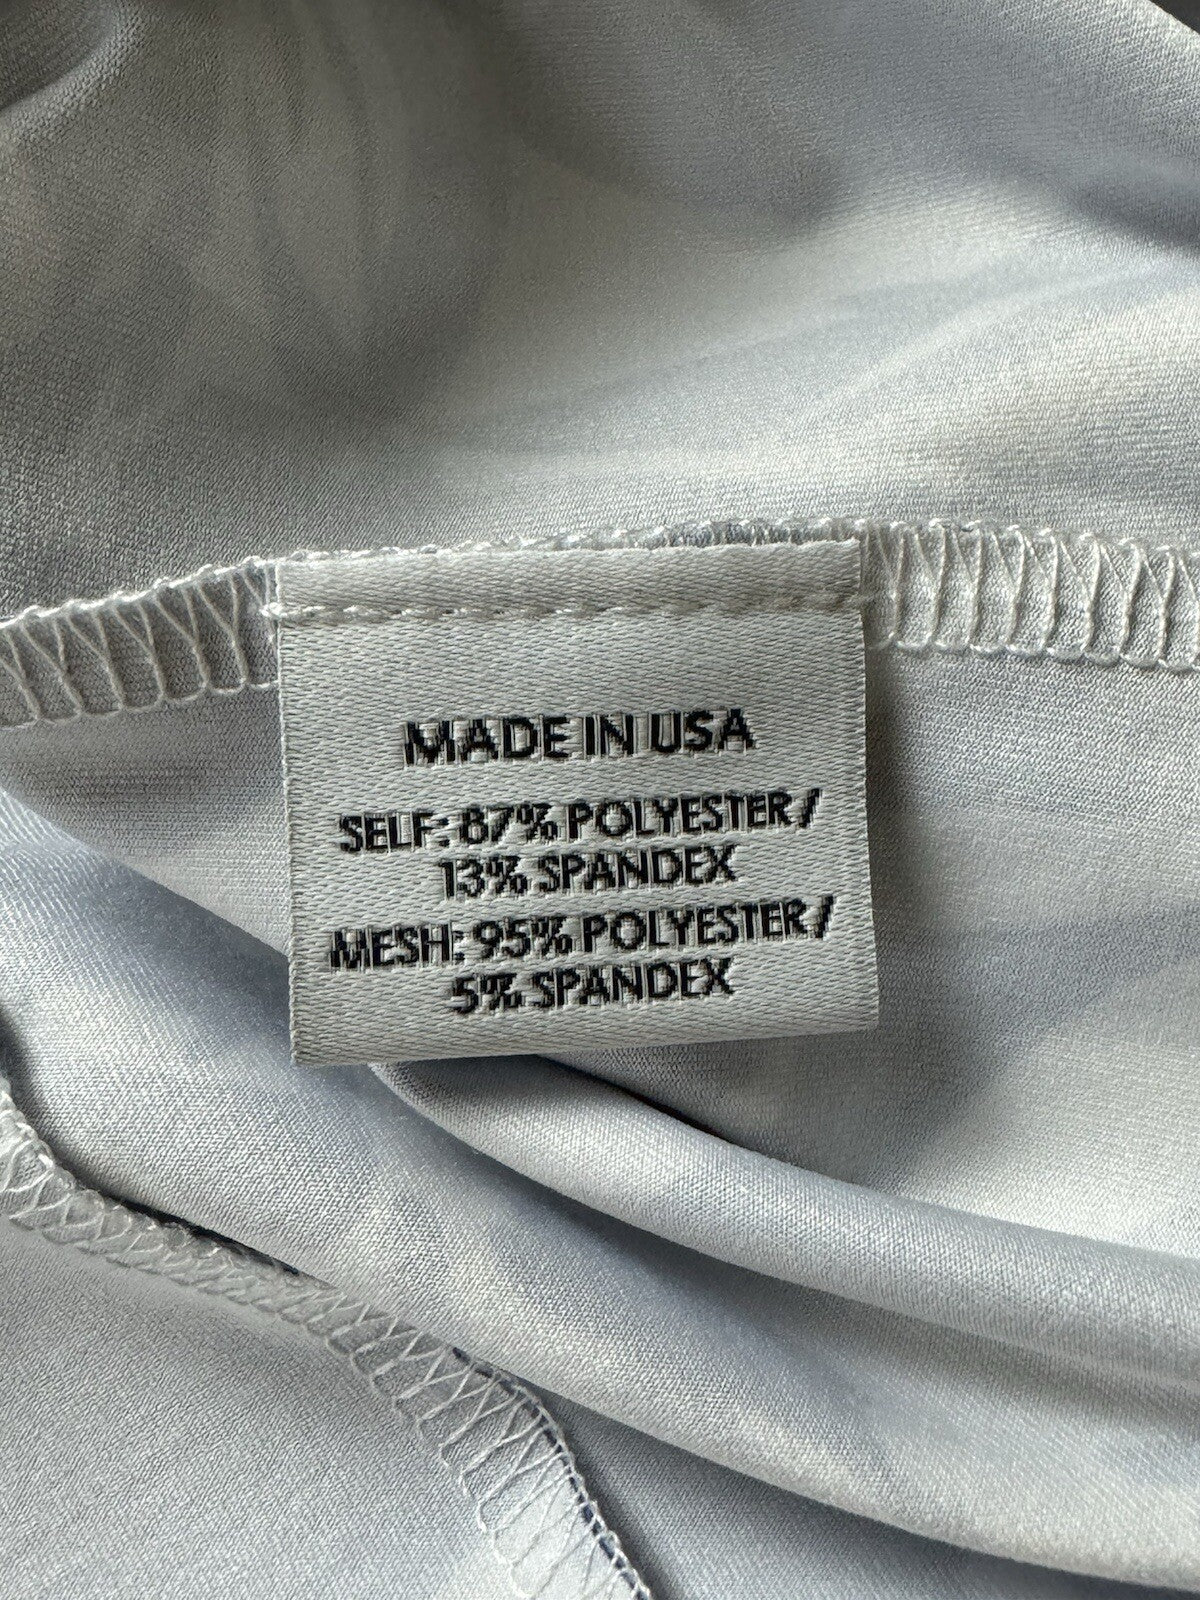 MADE IN USA
SELF: 87% POLYESTER /
13% SPANDEX
MESH: 95% POLYESTER /
5% SPANDEX